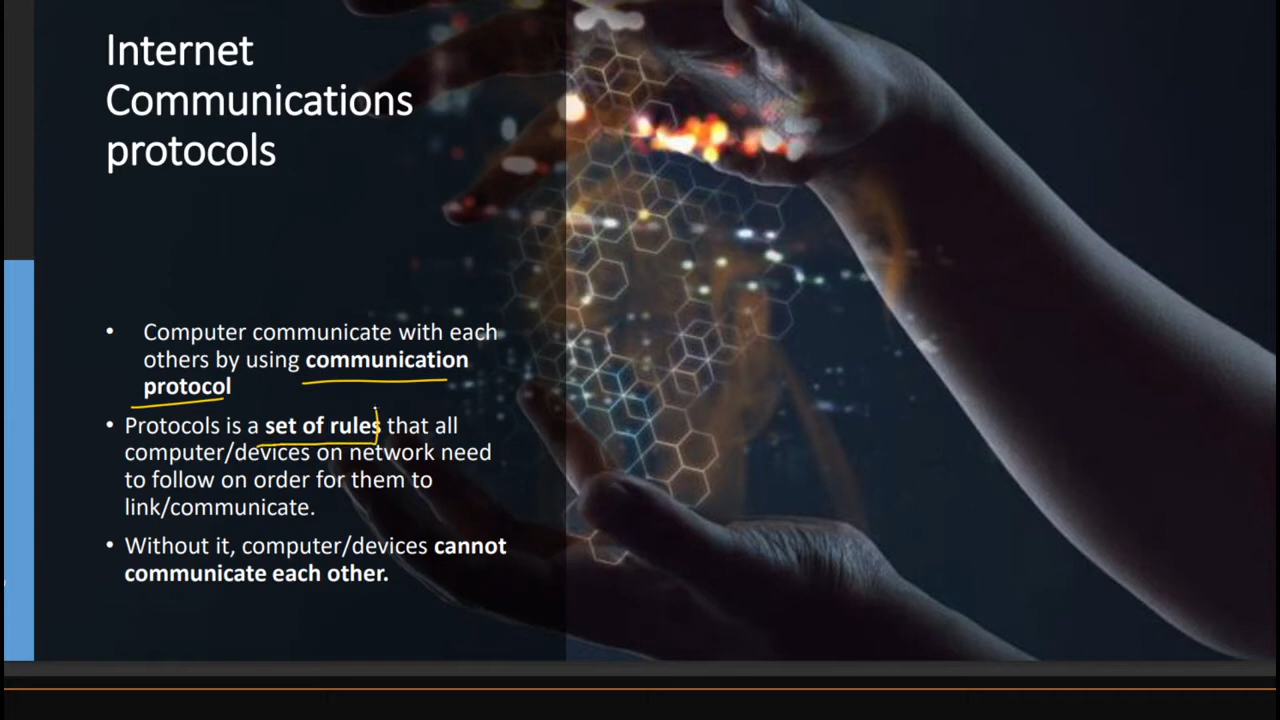 Internet
Communications
protocols
• Computer communicate with each
others by using communication
protocol
• Protocols is a set of rules that all
computer/devices on network need
to follow on order for them to
link/communicate.
• Without it, computer/devices cannot
communicate each other.